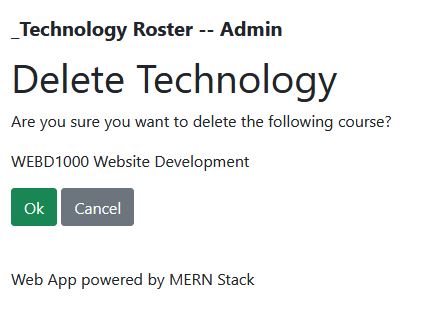 _Technology Roster -- Admin
Delete Technology
Are you sure you want to delete the following course?
WEBD1000 Website Development
Ok Cancel
Web App powered by MERN Stack